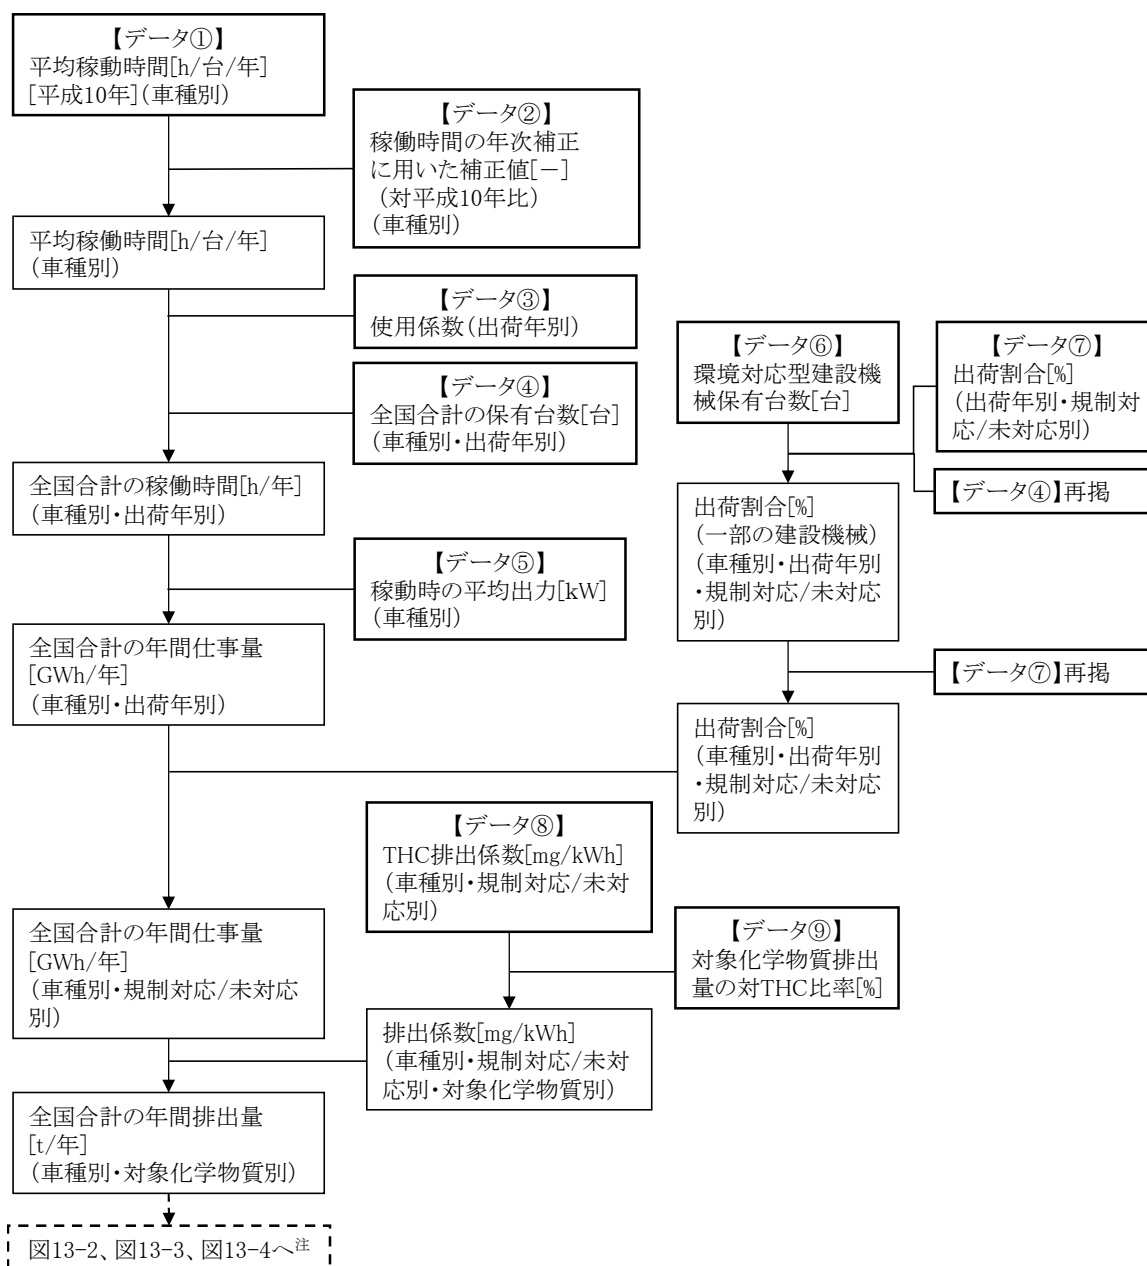 【データ①】
平均稼動時間[h/台/年]
[平成10年](車種別)
【データ②】
稼働時間の年次補正
に用いた補正値[－]
(対平成10年比)
(車種別)
平均稼動時間[h/台/年]
(車種別)
【データ③】
使用係数(出荷年別)
【データ④】
全国合計の保有台数[台]
(車種別・出荷年別)
【データ⑥】
環境対応型建設機
械保有台数[台]
【データ⑦】
出荷割合[%]
(出荷年別・規制対
応/未対応別)
【データ④】再掲
全国合計の稼働時間[h/年]
(車種別・出荷年別)
出荷割合[%]
(一部の建設機械)
(車種別・出荷年別
・規制対応/未対応
別)
【データ⑤】
稼動時の平均出力[kW]
(車種別)
全国合計の年間仕事量
[GWh/年]
(車種別・出荷年別)
【データ⑦】再掲
出荷割合[%]
(車種別・出荷年別
・規制対応/未対応
別)
【データ⑧】
THC排出係数[mg/kWh]
(車種別・規制対応/未対
応別)
【データ⑨】
対象化学物質排出
量の対THC比率[%]
全国合計の年間仕事量
[GWh/年]
(車種別・規制対応/未対応
別)
排出係数[mg/kWh]
(車種別・規制対応/未対
応別・対象化学物質別)
全国合計の年間排出量
[t/年]
(車種別・対象化学物質別)
図13-2、図13-3、図13-4へ注